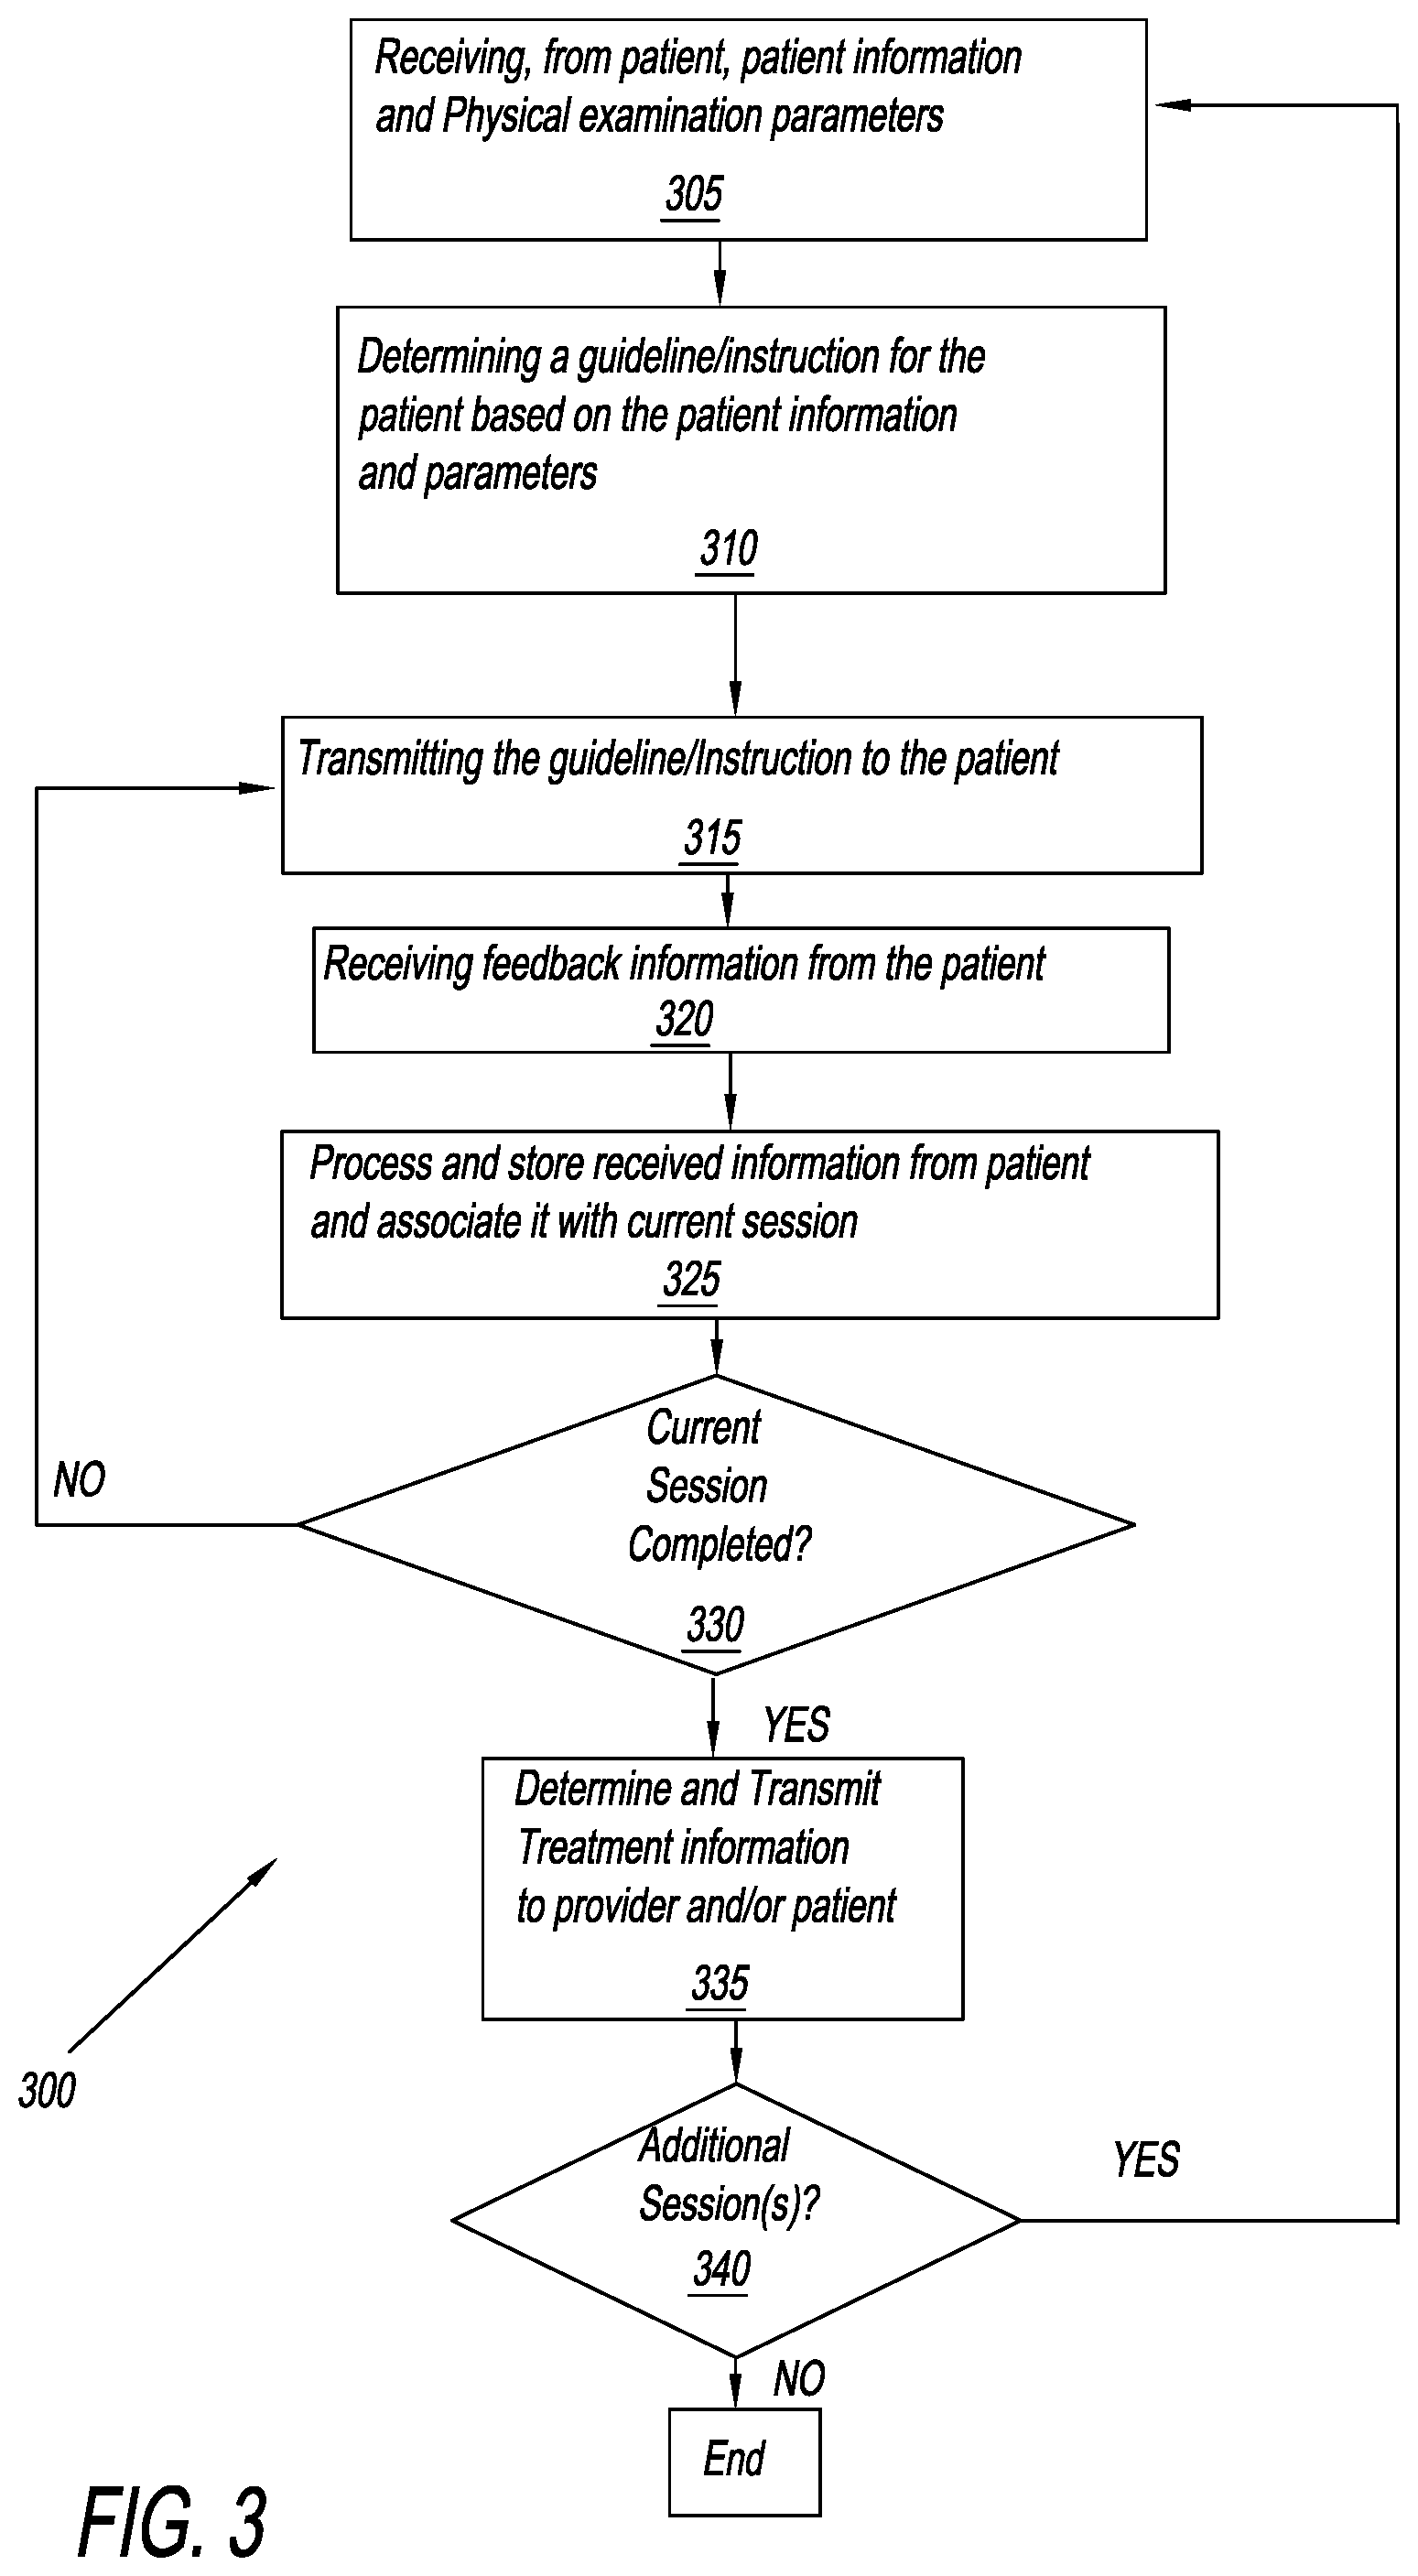 Receiving, from patient, patient information
and Physical examination parameters
305
Determining a guideline/instruction for the
patient based on the patient information
and parameters
310
Transmitting the guideline/Instruction to the patient
315
Receiving feedback information from the patient
320
Process and store received information from patient
and associate it with current session
325
Current
Session
Completed?
330
NO
YES
Determine and Transmit
Treatment information
to provider and/or patient
335
300
Additional
Session(s)?
340
YES
NO
End
FIG. 3